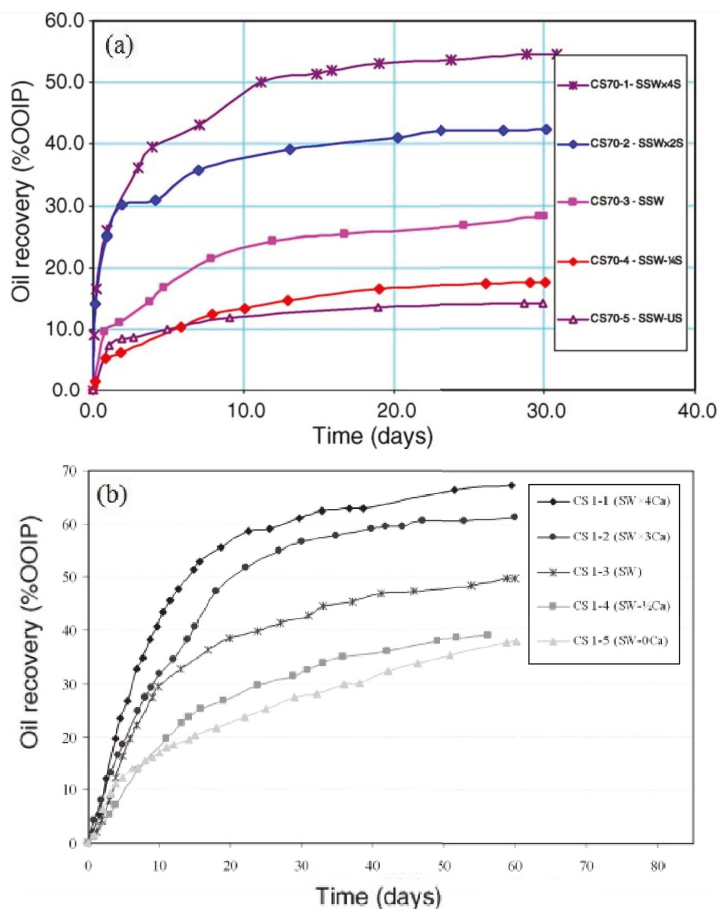 (a)
Oil recovery (%OOIP)
60.0
50.0
40.0
30.0
20.0
10.0
0.0
CS70-1- SSWx4S
CS70-2 - SSWx2S
CS70-3 - SSW
CS70-4 - SSW-¼S
CS70-5 - SSW-US
0.0 10.0 20.0 30.0 40.0
Time (days)
(b)
Oil recovery (%OOIP)
70
60
50
40
30
20
10
0
CS 1-1 (SW×4Ca)
CS 1-2 (SW×3Ca)
CS 1-3 (SW)
CS 1-4 (SW-½Ca)
CS 1-5 (SW-0Ca)
0 10 20 30 40 50 60 70 80
Time (days)